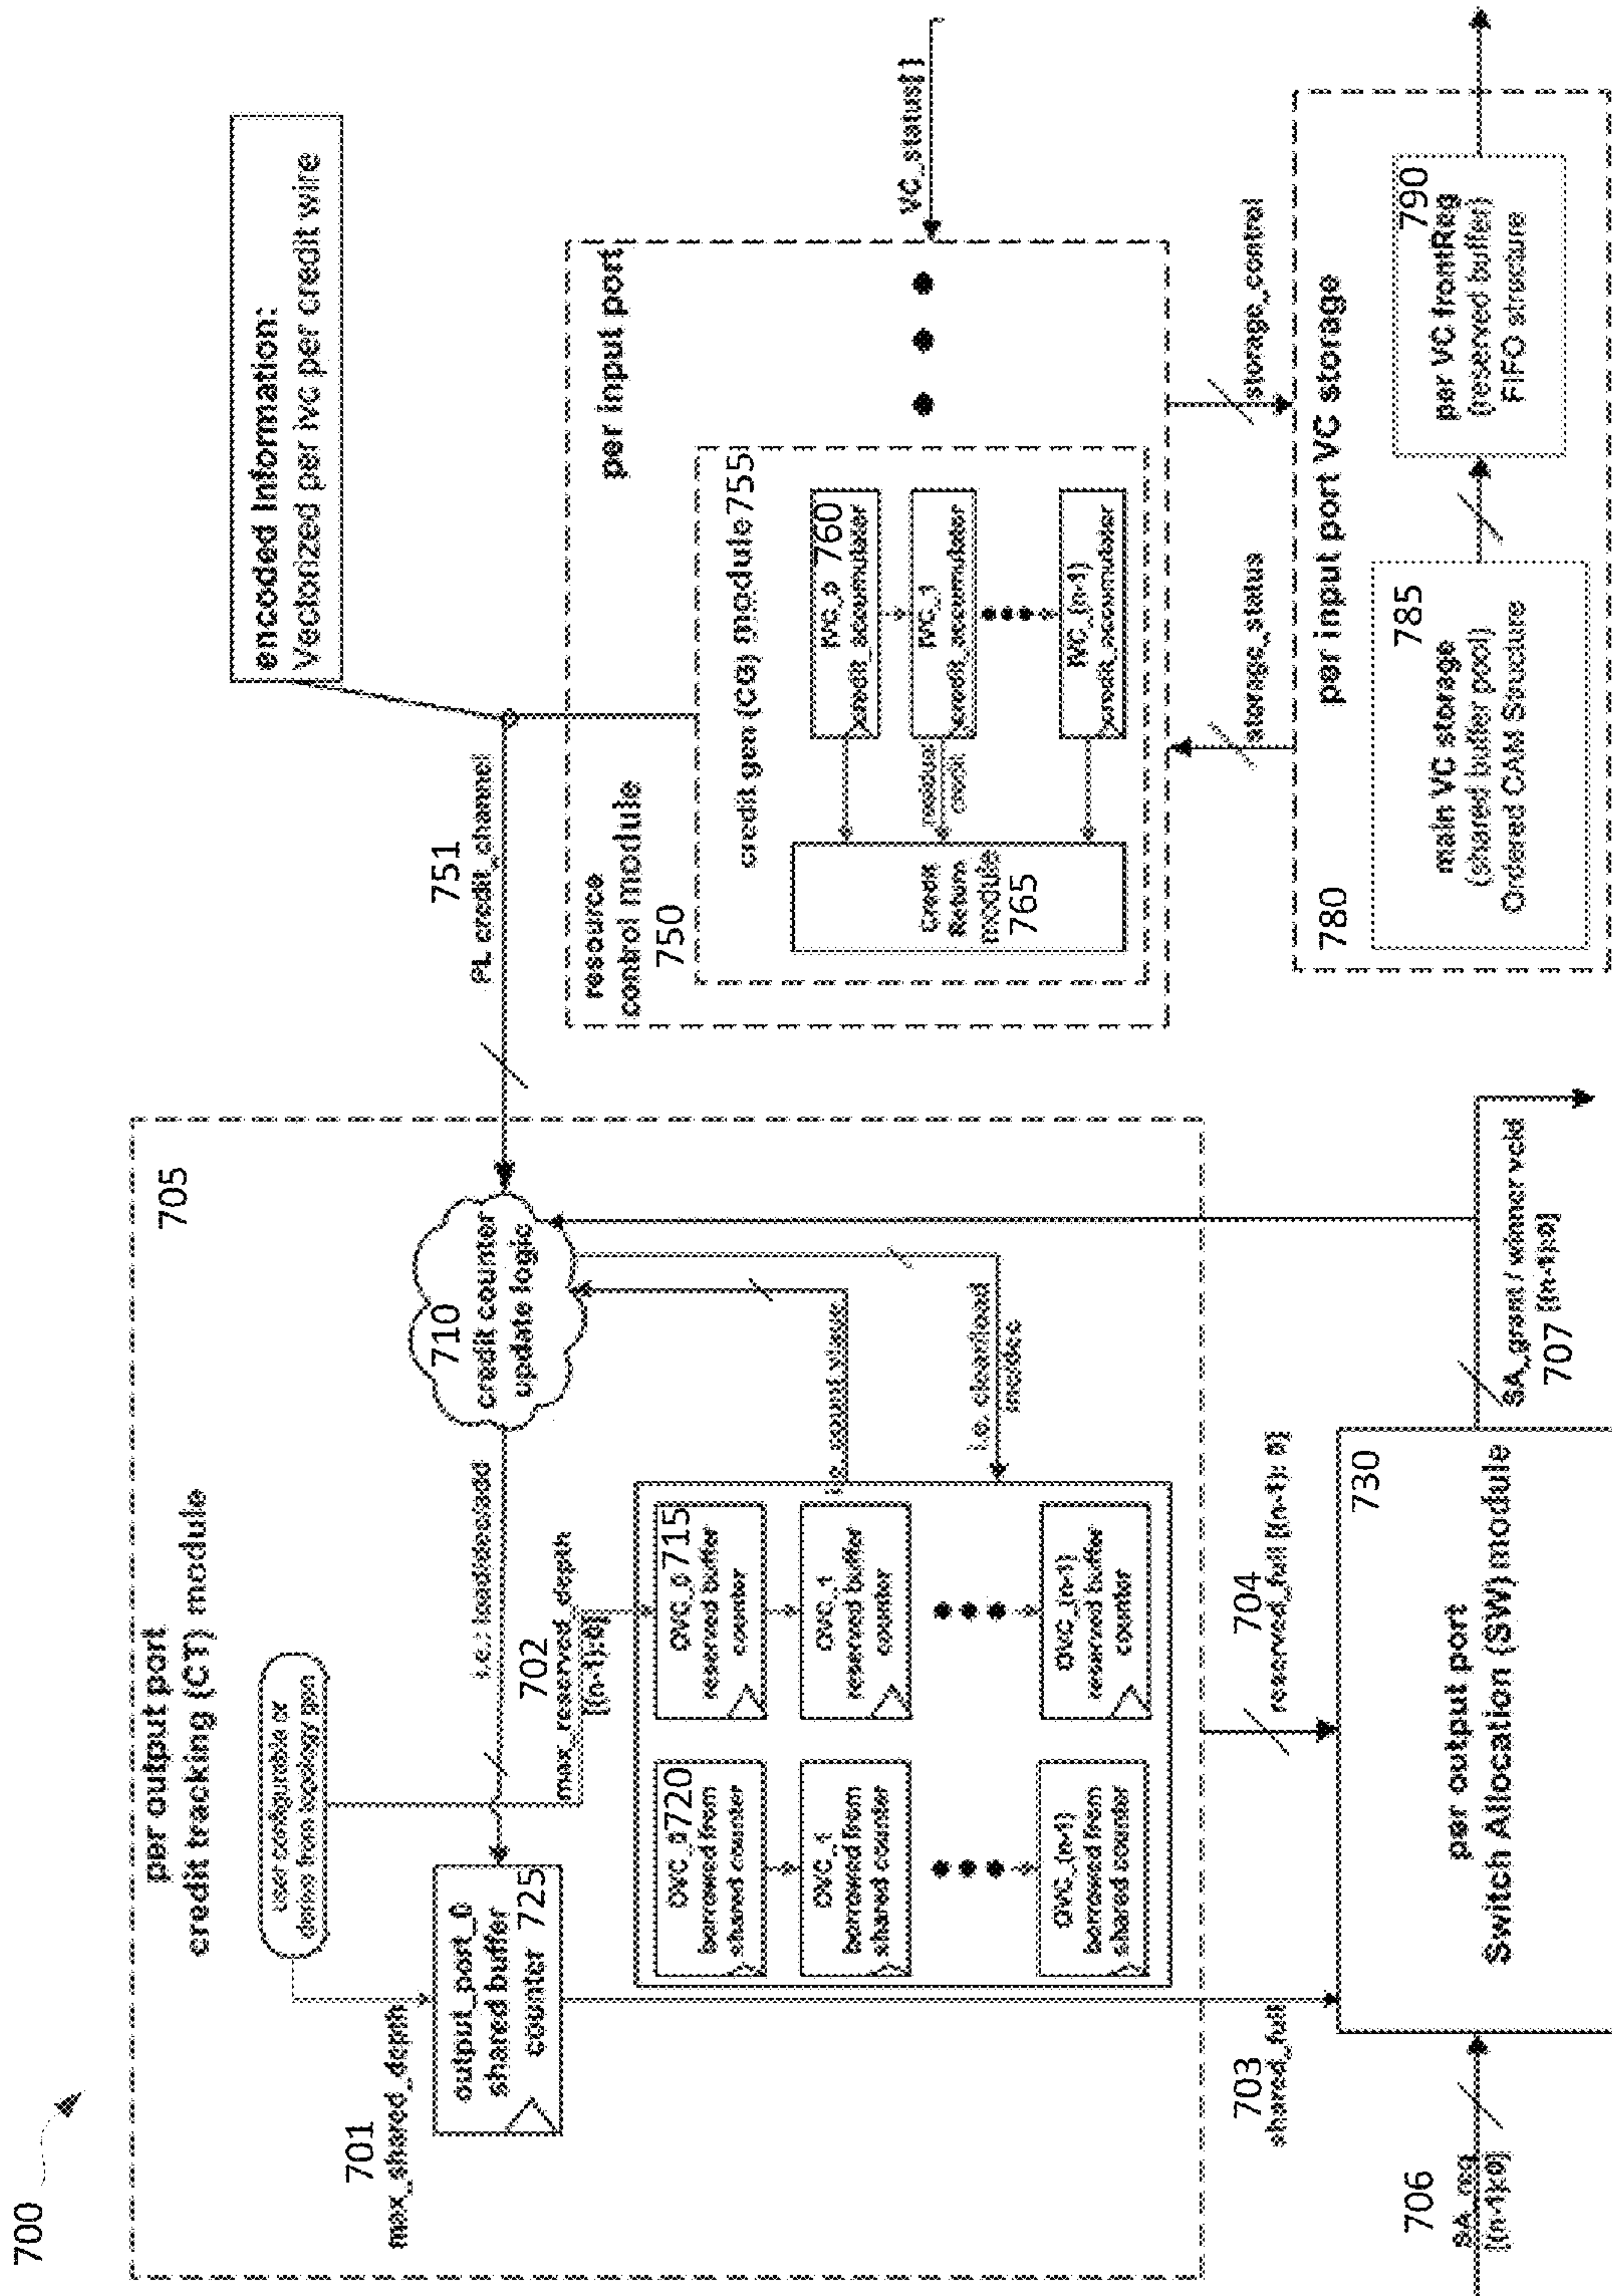 700
per output port
credit tracking (CT) module
705
user configurable or
derive from topology gen
701
max_shared_depth
output_port_0
shared buffer
counter 725
i.e.: load/dec/add
710
credit counter
update logic
702
max_reserved_depth
[(n-1):0]
OVC_0 720
borrowed from
shared counter
OVC_1
borrowed from
shared counter
OVC_(n-1)
borrowed from
shared counter
OVC_0 715
reserved buffer
counter
OVC_1
reserved buffer
counter
OVC_(n-1)
reserved buffer
counter
i.e. count value
i.e. clear/load
inc/dec
703
shared_full
704
reserved_full [(n-1): 0]
706
SA_req
[(n-1):0]
730
per output port
Switch Allocation (SW) module
SA_grant / winner vcid
707 [(n-1):0]
751
PL credit_channel
encoded information:
Vectorized per ivc per credit wire
resource
control module
750
per input port
credit gen (CG) module 755
Credit
Return
module
765
residual
credit
IVC_0 760
credit_accumulator
IVC_1
credit_accumulator
IVC_(n-1)
credit_accumulator
VC_status[ ]
storage_status
storage_control
780
per input port VC storage
785
main VC storage
(shared buffer pool)
Ordered CAM Structure
790
per VC frontReg
(reserved buffer)
FIFO structure